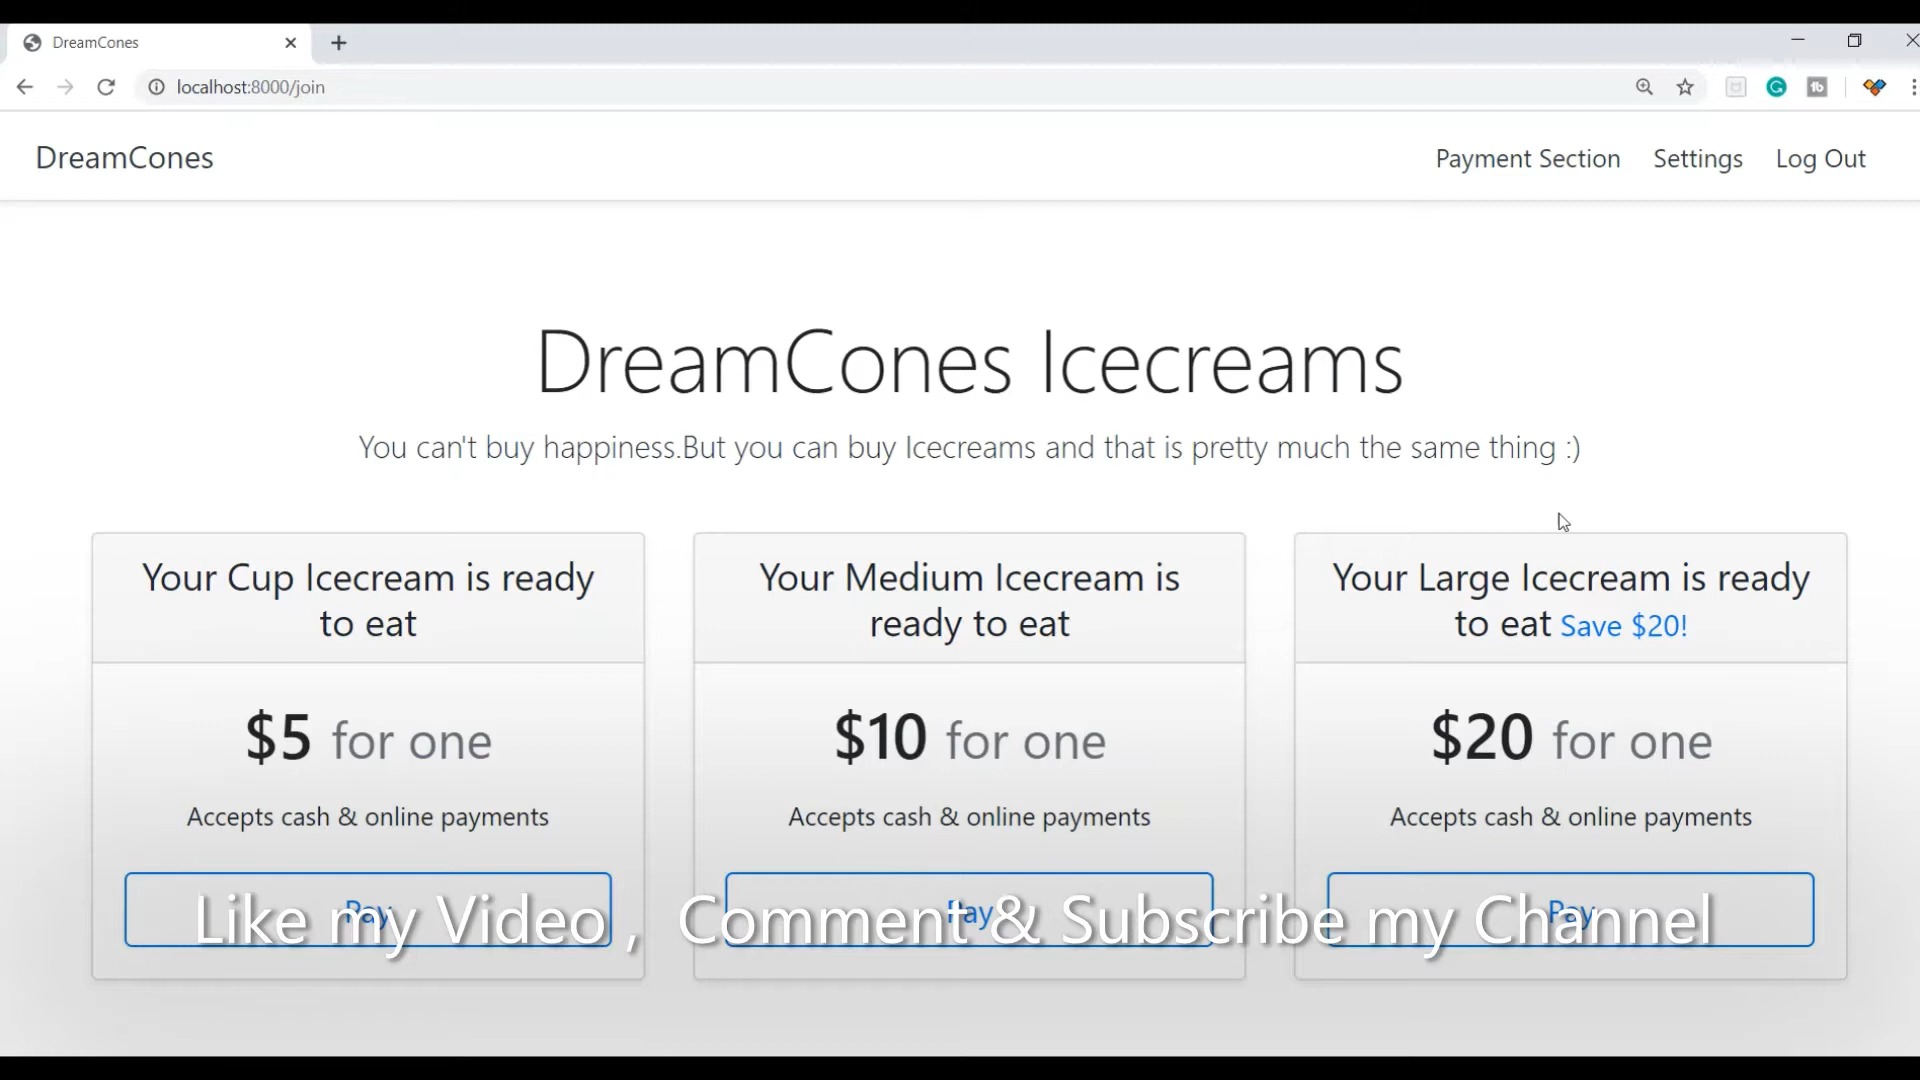 DreamCones
localhost:8000/join
DreamCones
Payment Section Settings Log Out
DreamCones Icecreams
You can't buy happiness.But you can buy Icecreams and that is pretty much the same thing :)
Your Cup Icecream is ready
to eat
$5 for one
Accepts cash & online payments
Pay
Your Medium Icecream is
ready to eat
$10 for one
Accepts cash & online payments
Pay
Your Large Icecream is ready
to eat Save $20!
$20 for one
Accepts cash & online payments
Pay
Like my Video , Comment & Subscribe my Channel